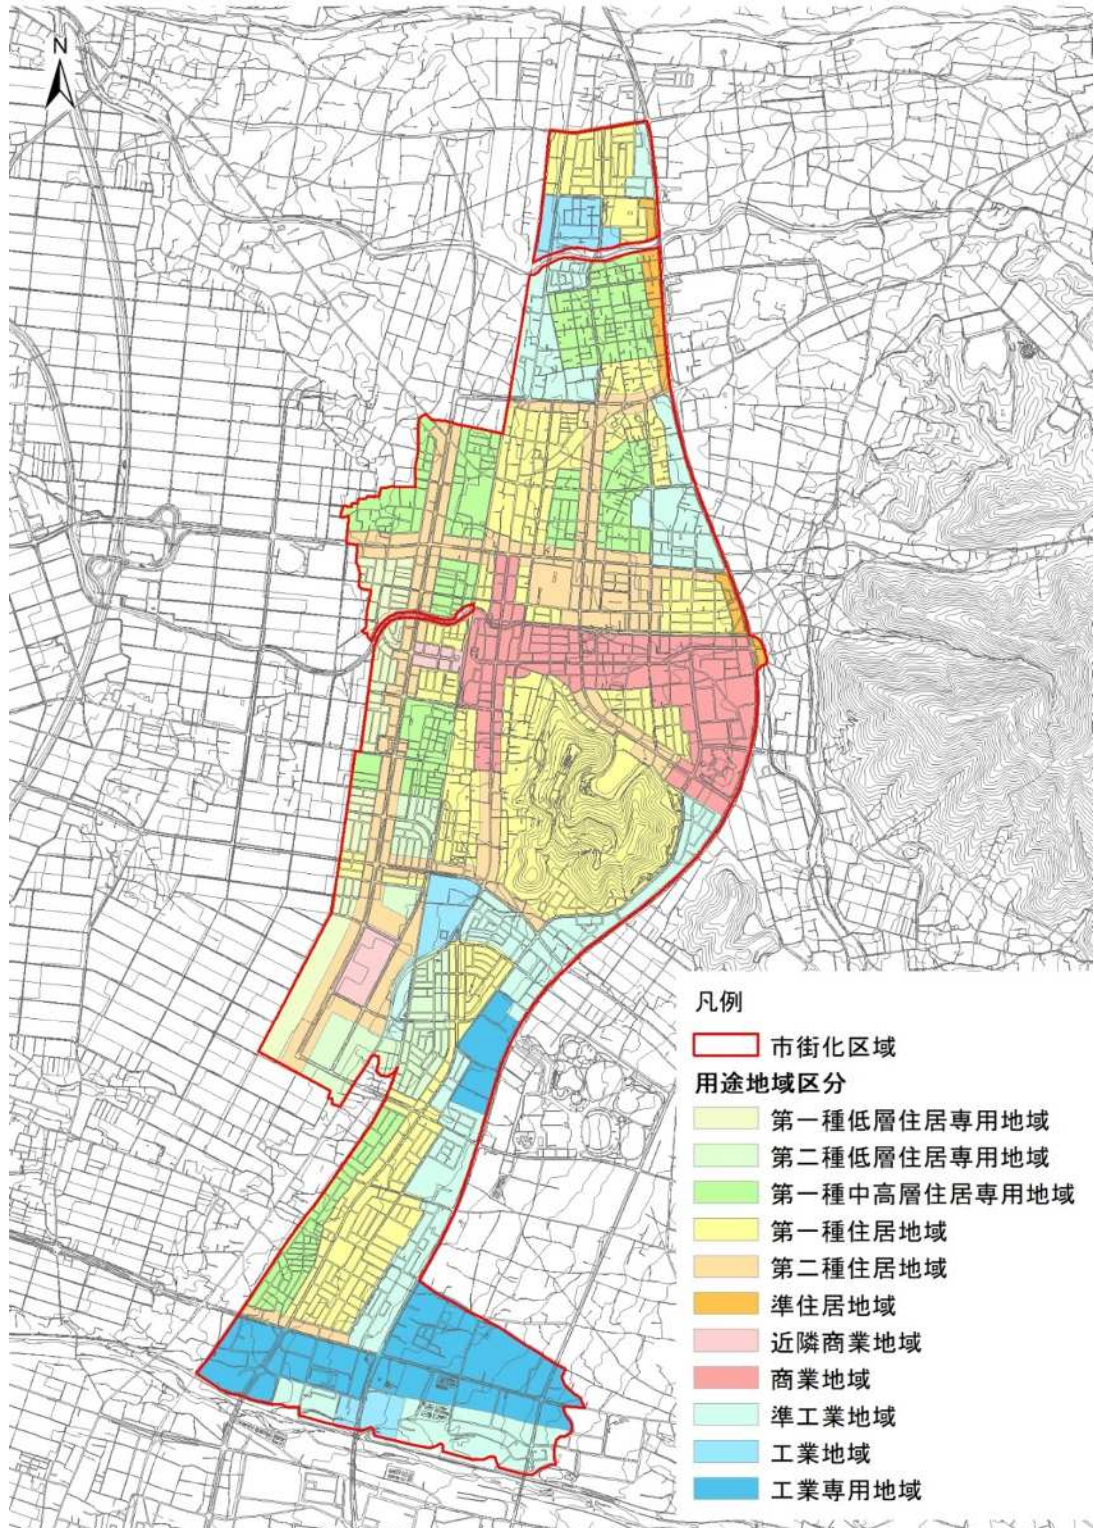 N
凡例
市街化区域
用途地域区分
第一種低層住居専用地域
第二種低層住居専用地域
第一種中高層住居専用地域
第一種住居地域
第二種住居地域
準住居地域
近隣商業地域
商業地域
準工業地域
工業地域
工業専用地域